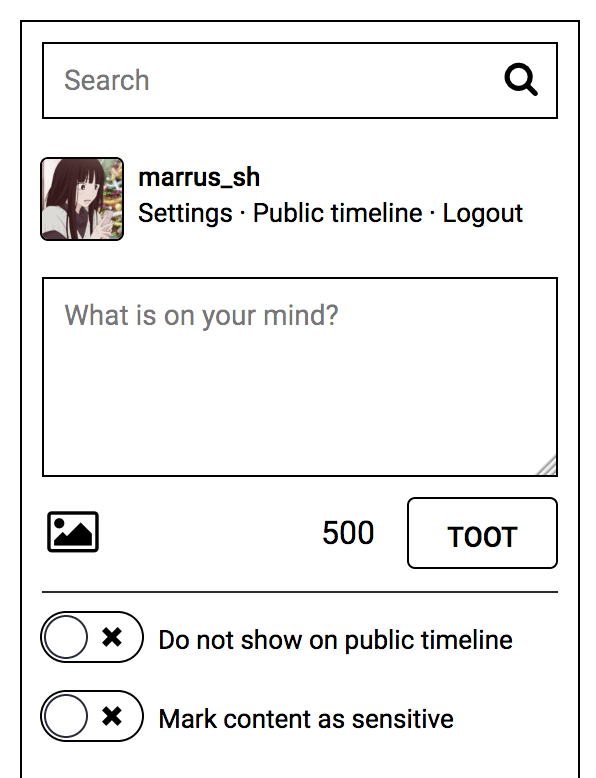 Search
marrus_sh
Settings · Public timeline · Logout
What is on your mind?
500
TOOT
Do not show on public timeline
Mark content as sensitive